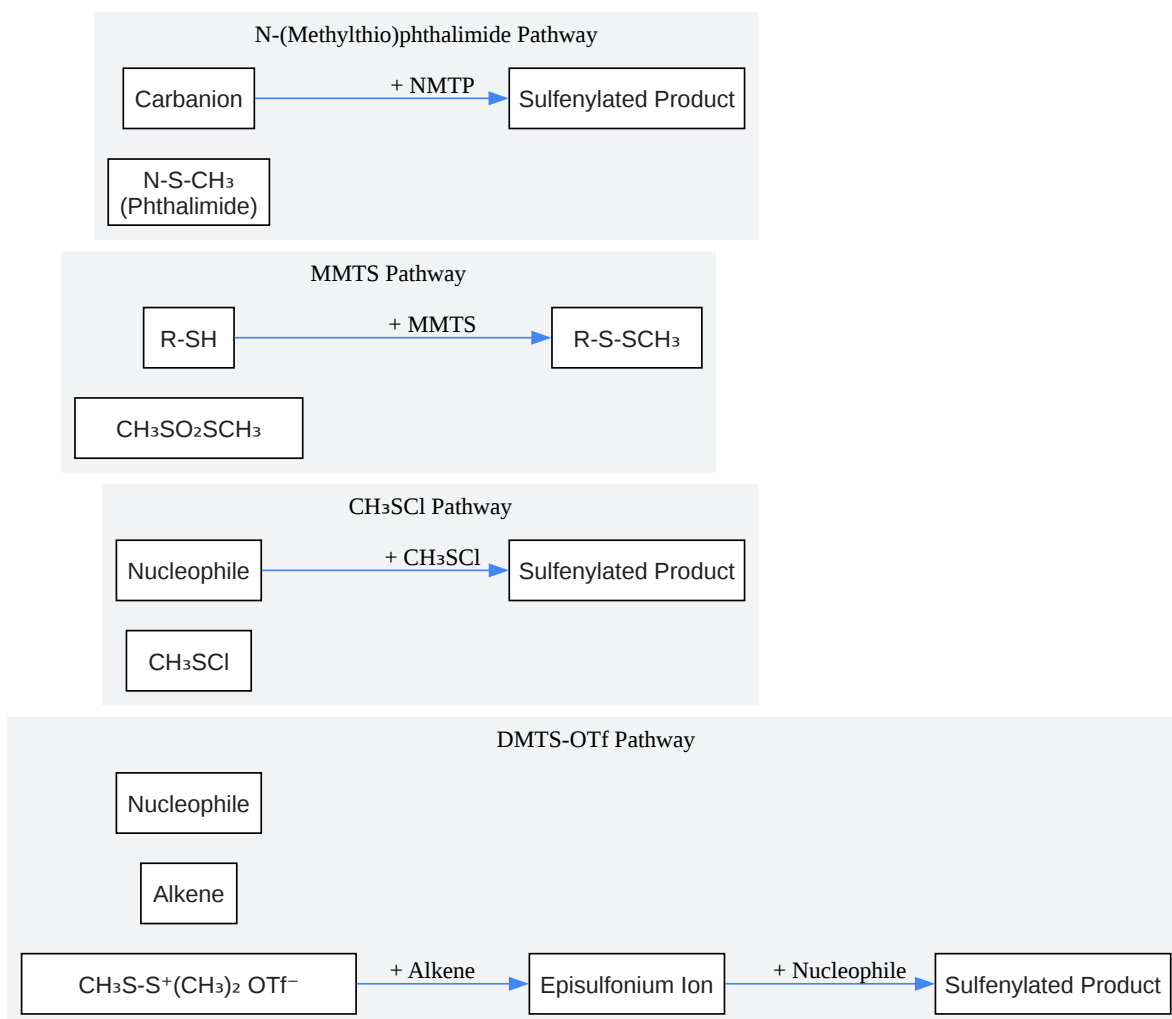 N-(Methylthio)phthalimide Pathway
Carbanion
+ NMTP
Sulfenylated Product
N-S-CH₃
(Phthalimide)
MMTS Pathway
R-SH
+ MMTS
R-S-SCH₃
CH₃SO₂SCH₃
CH₃SCl Pathway
Nucleophile
+ CH₃SCl
Sulfenylated Product
CH₃SCl
DMTS-OTf Pathway
Nucleophile
Alkene
CH₃S-S⁺(CH₃)₂ OTf⁻
+ Alkene
Episulfonium Ion
+ Nucleophile
Sulfenylated Product